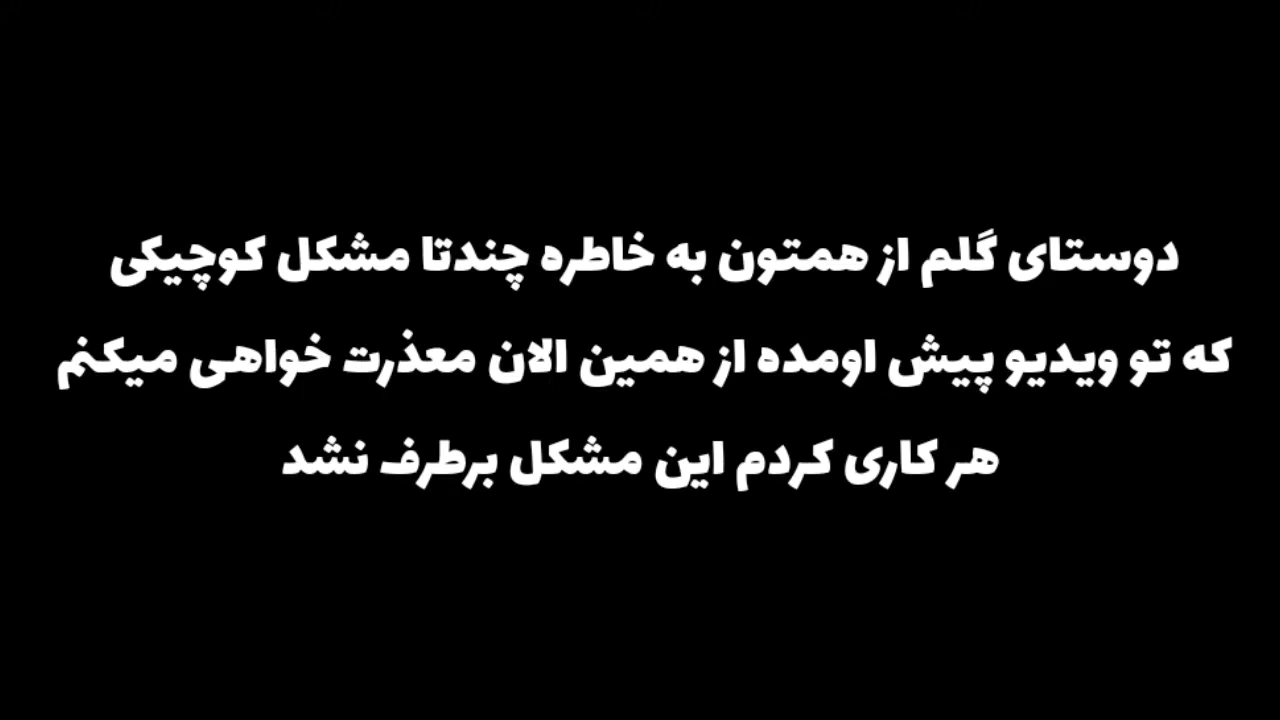 دوستای گلم از همتون به خاطره چندتا مشکل کوچیکی
که تو ویدیو پیش اومده از همین الان معذرت خواهی میکنم
هر کاری کردم این مشکل برطرف نشد